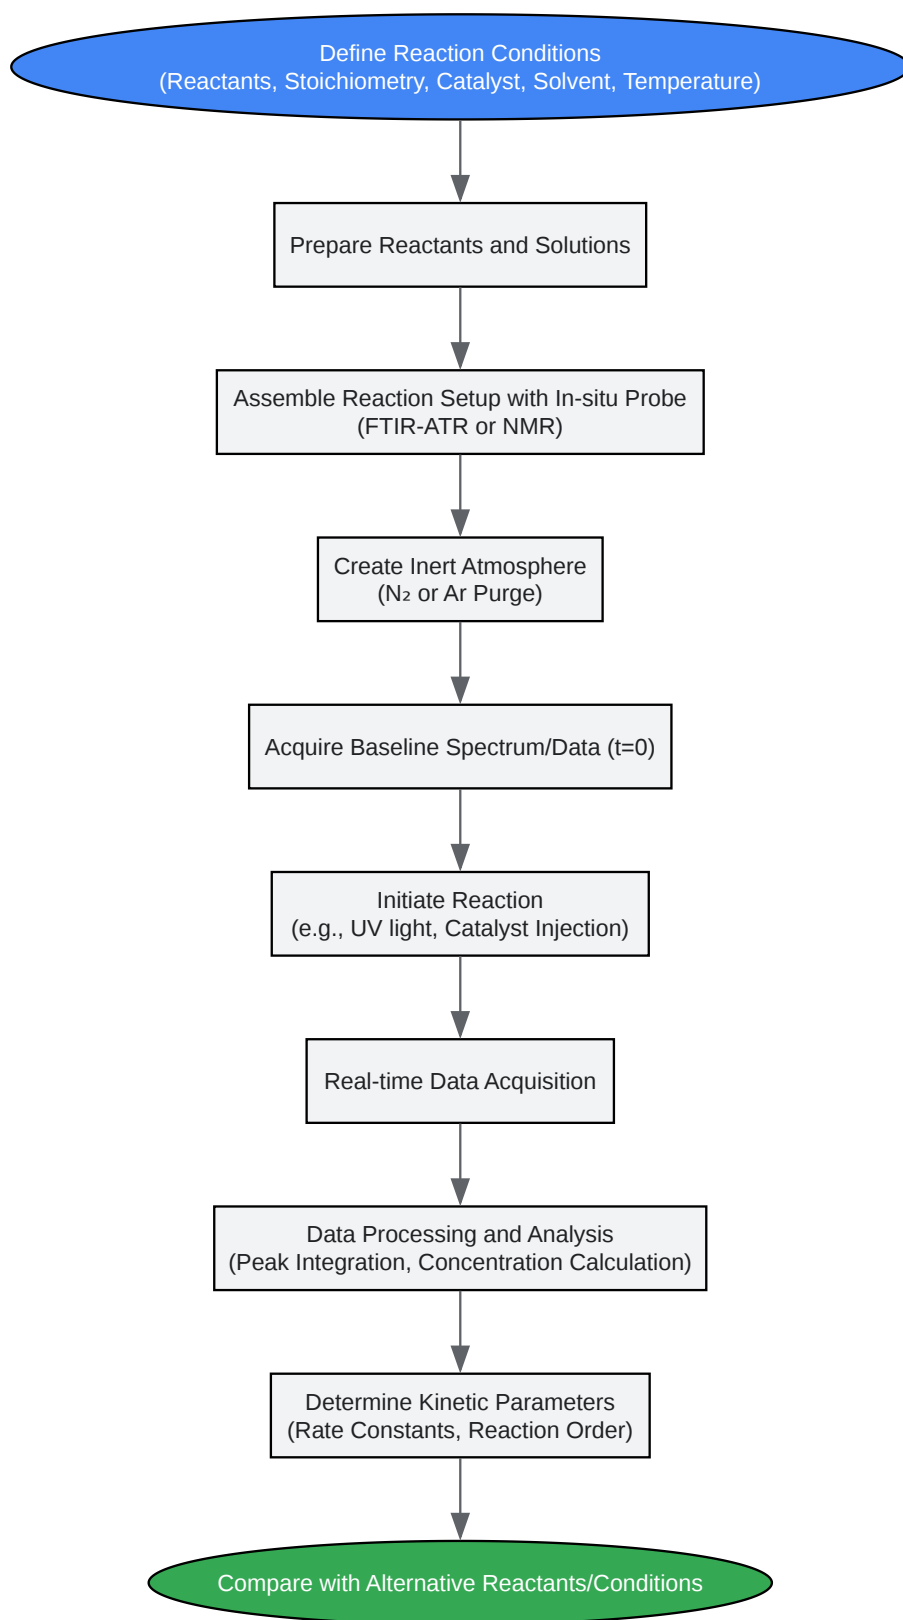 Define Reaction Conditions
(Reactants, Stoichiometry, Catalyst, Solvent, Temperature)
Prepare Reactants and Solutions
Assemble Reaction Setup with In-situ Probe
(FTIR-ATR or NMR)
Create Inert Atmosphere
(N₂ or Ar Purge)
Acquire Baseline Spectrum/Data (t=0)
Initiate Reaction
(e.g., UV light, Catalyst Injection)
Real-time Data Acquisition
Data Processing and Analysis
(Peak Integration, Concentration Calculation)
Determine Kinetic Parameters
(Rate Constants, Reaction Order)
Compare with Alternative Reactants/Conditions